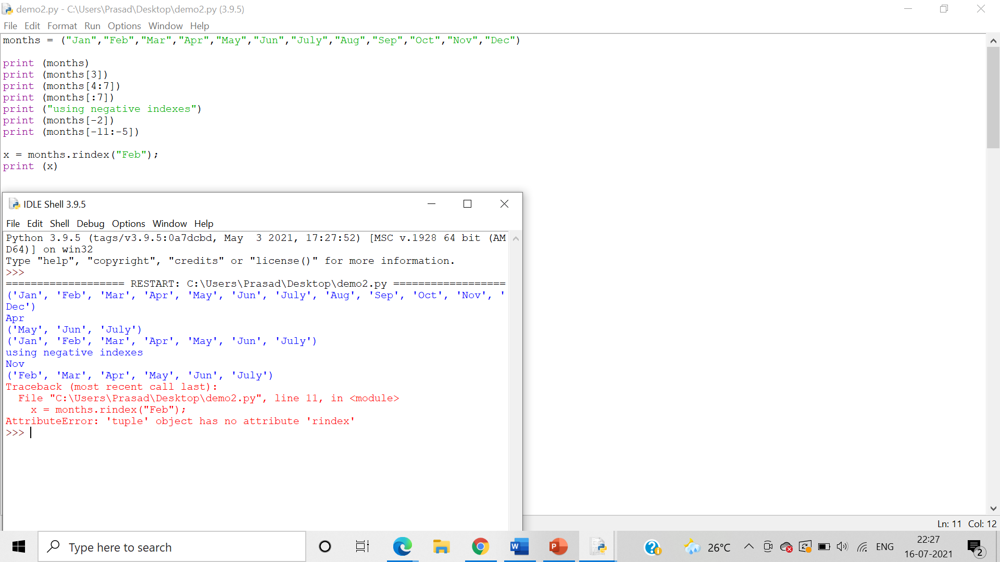 demo2.py - C:\Users\Prasad\Desktop\demo2.py (3.9.5)
File Edit Format Run Options Window Help
months = ("Jan","Feb","Mar","Apr","May","Jun","July","Aug","Sep","Oct","Nov","Dec")
print (months)
print (months[3])
print (months[4:7])
print (months[:7])
print ("using negative indexes")
print (months[-2])
print (months[-11:-5])
x = months.rindex("Feb");
print (x)
IDLE Shell 3.9.5
File Edit Shell Debug Options Window Help
Python 3.9.5 (tags/v3.9.5:0a7dcbd, May  3 2021, 17:27:52) [MSC v.1928 64 bit (AM
D64)] on win32
Type "help", "copyright", "credits" or "license()" for more information.
>>>
=================== RESTART: C:\Users\Prasad\Desktop\demo2.py ==================
('Jan', 'Feb', 'Mar', 'Apr', 'May', 'Jun', 'July', 'Aug', 'Sep', 'Oct', 'Nov', '
Dec')
Apr
('May', 'Jun', 'July')
('Jan', 'Feb', 'Mar', 'Apr', 'May', 'Jun', 'July')
using negative indexes
Nov
('Feb', 'Mar', 'Apr', 'May', 'Jun', 'July')
Traceback (most recent call last):
  File "C:\Users\Prasad\Desktop\demo2.py", line 11, in <module>
    x = months.rindex("Feb");
AttributeError: 'tuple' object has no attribute 'rindex'
>>>
Ln: 11 Col: 12
Type here to search
W
P
26°C
ENG
22:27
16-07-2021
2